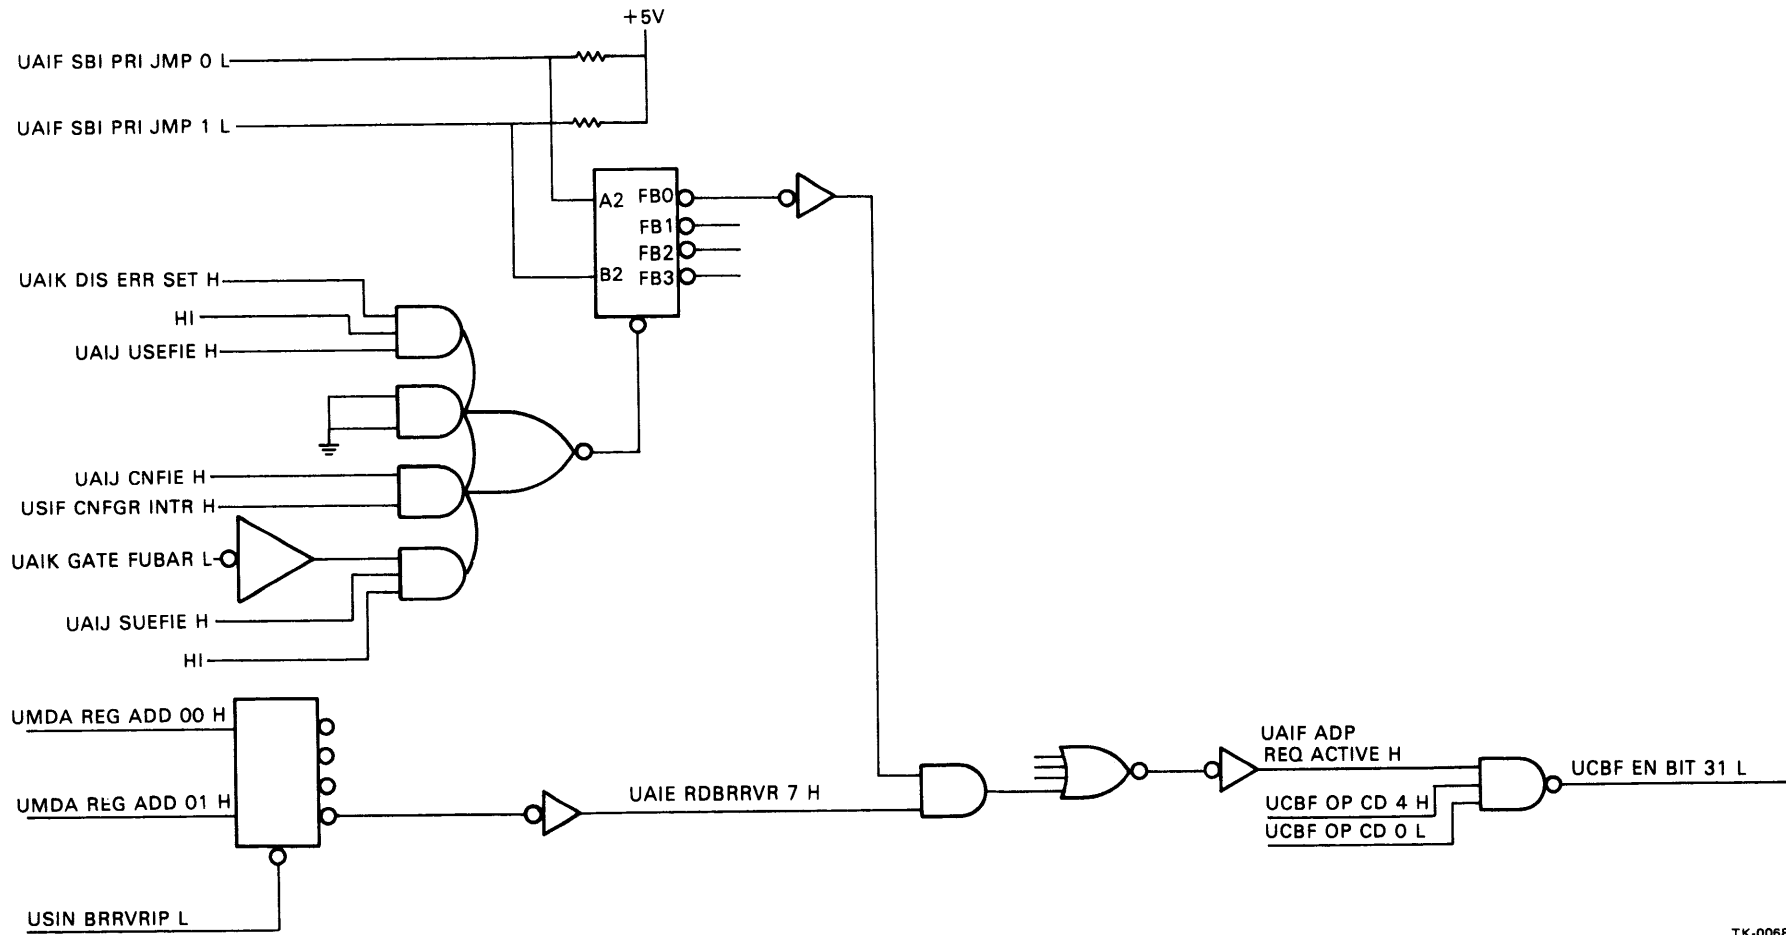 +5V
UAIF SBI PRI JMP 0 L
UAIF SBI PRI JMP 1 L
A2 FB0
FB1
FB2
B2 FB3
UAIK DIS ERR SET H
HI
UAIJ USEFIE H
UAIJ CNFIE H
USIF CNFGR INTR H
UAIK GATE FUBAR L
UAIJ SUEFIE H
HI
UMDA REG ADD 00 H
UMDA REG ADD 01 H
USIN BRRVRIP L
UAIE RDBRRVR 7 H
UAIF ADP
REQ ACTIVE H
UCBF OP CD 4 H
UCBF OP CD 0 L
UCBF EN BIT 31 L
TK-0068